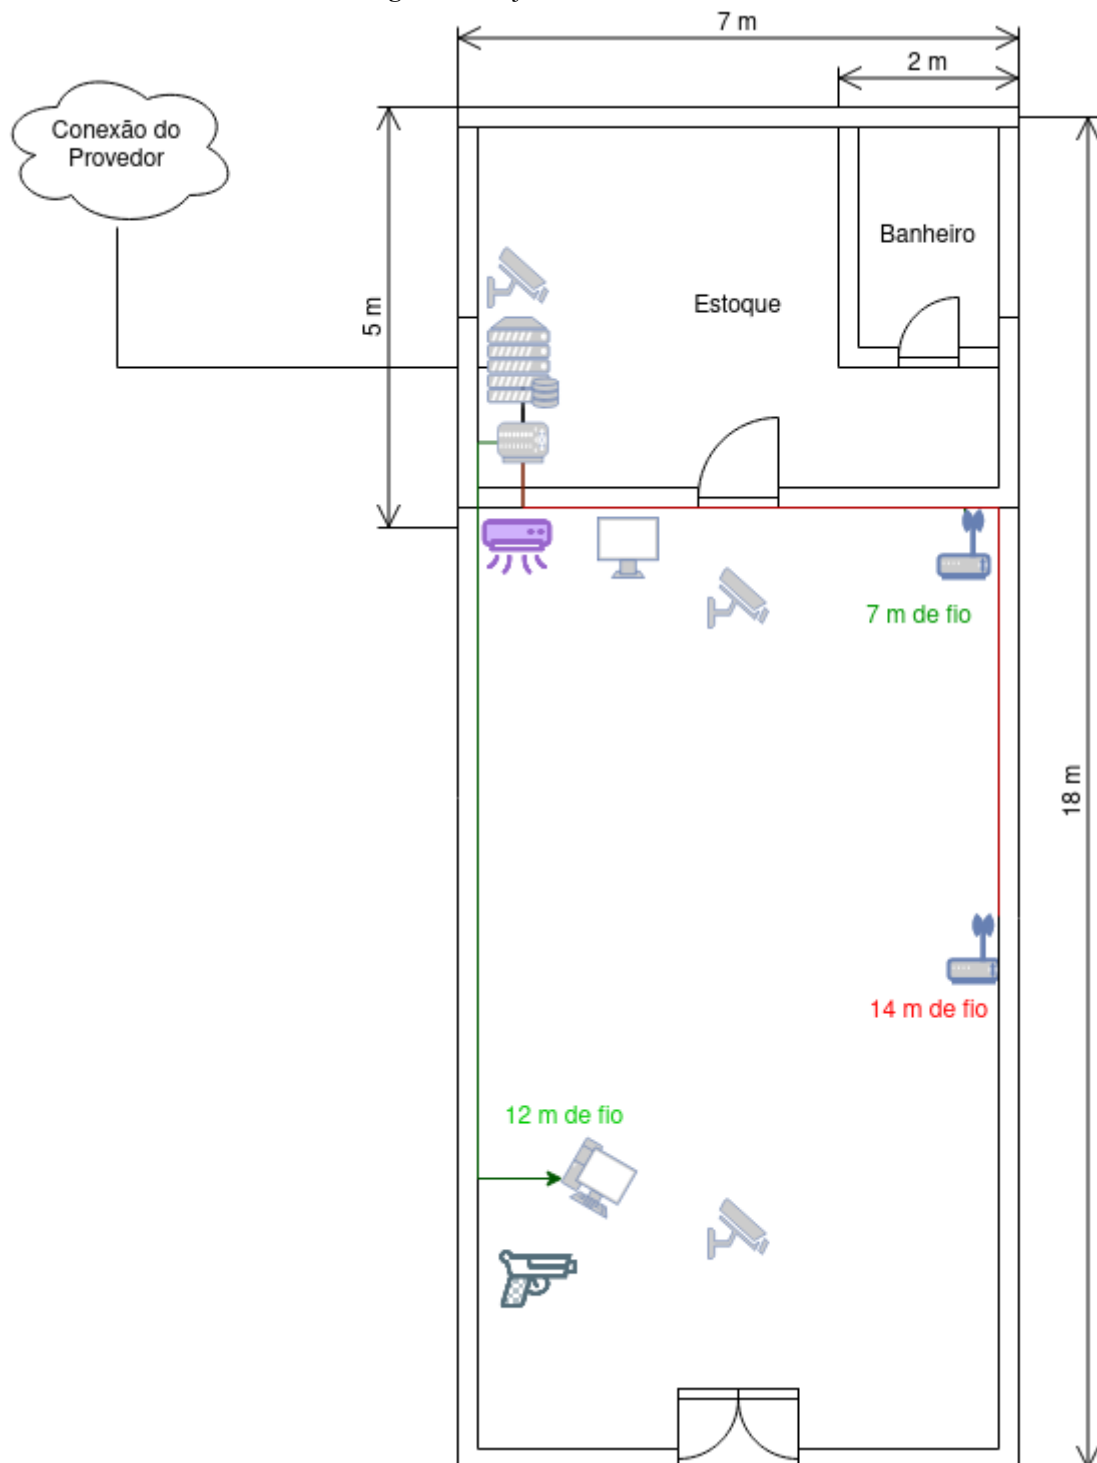 7 m
2 m
Conexão do
Provedor
Banheiro
Estoque
5 m
7 m de fio
18 m
14 m de fio
12 m de fio